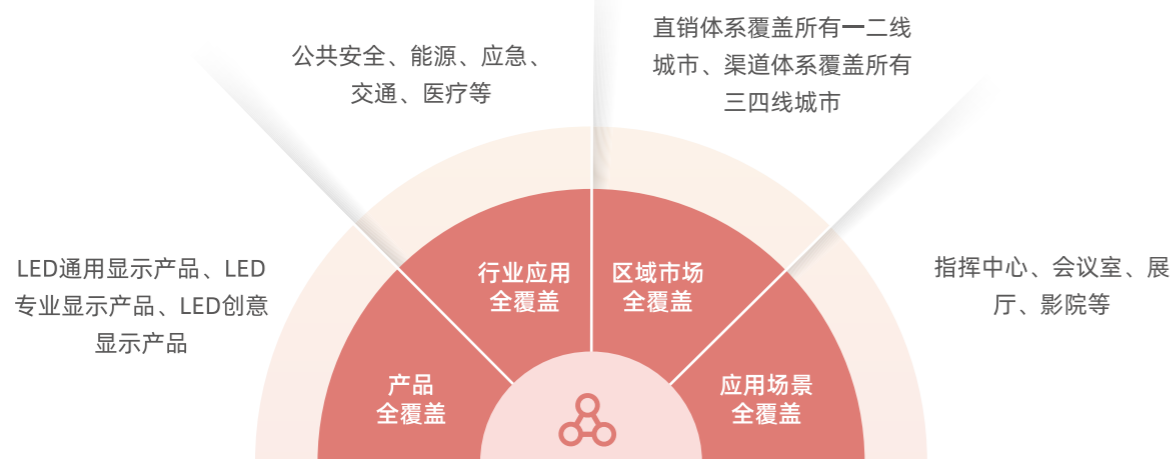 公共安全、能源、应急、
交通、医疗等
直销体系覆盖所有一二线
城市、渠道体系覆盖所有
三四线城市
LED通用显示产品、LED
专业显示产品、LED创意
显示产品
指挥中心、会议室、展
厅、影院等
行业应用
全覆盖
区域市场
全覆盖
产品
全覆盖
应用场景
全覆盖